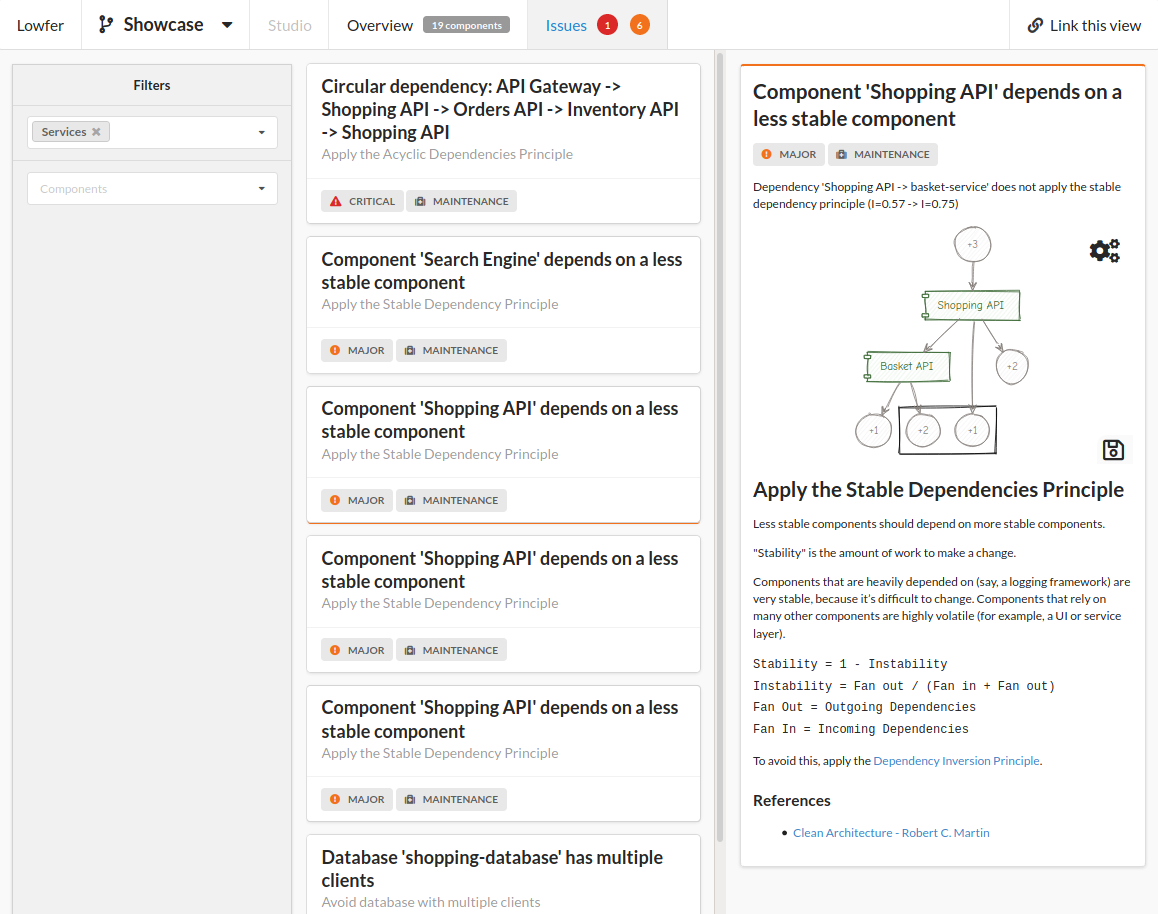 Lowfer
Showcase
Studio
Overview 19 components
Issues 1 6
Link this view
Filters
Services
Components
Circular dependency: API Gateway ->
Shopping API -> Orders API -> Inventory API
-> Shopping API
Apply the Acyclic Dependencies Principle
CRITICAL MAINTENANCE
Component 'Search Engine' depends on a less
stable component
Apply the Stable Dependency Principle
MAJOR MAINTENANCE
Component 'Shopping API' depends on a less
stable component
Apply the Stable Dependency Principle
MAJOR MAINTENANCE
Component 'Shopping API' depends on a less
stable component
Apply the Stable Dependency Principle
MAJOR MAINTENANCE
Component 'Shopping API' depends on a less
stable component
Apply the Stable Dependency Principle
MAJOR MAINTENANCE
Database 'shopping-database' has multiple
clients
Avoid database with multiple clients
Component 'Shopping API' depends on a
less stable component
MAJOR MAINTENANCE
Dependency 'Shopping API -> basket-service' does not apply the stable
dependency principle (I=0.57 -> I=0.75)
+3
Shopping API
Basket API
+2
+1
+2
+1
Apply the Stable Dependencies Principle
Less stable components should depend on more stable components.
"Stability" is the amount of work to make a change.
Components that are heavily depended on (say, a logging framework) are
very stable, because it's difficult to change. Components that rely on
many other components are highly volatile (for example, a UI or service
layer).
Stability = 1 - Instability
Instability = Fan out / (Fan in + Fan out)
Fan Out = Outgoing Dependencies
Fan In = Incoming Dependencies
To avoid this, apply the Dependency Inversion Principle.
References
• Clean Architecture - Robert C. Martin